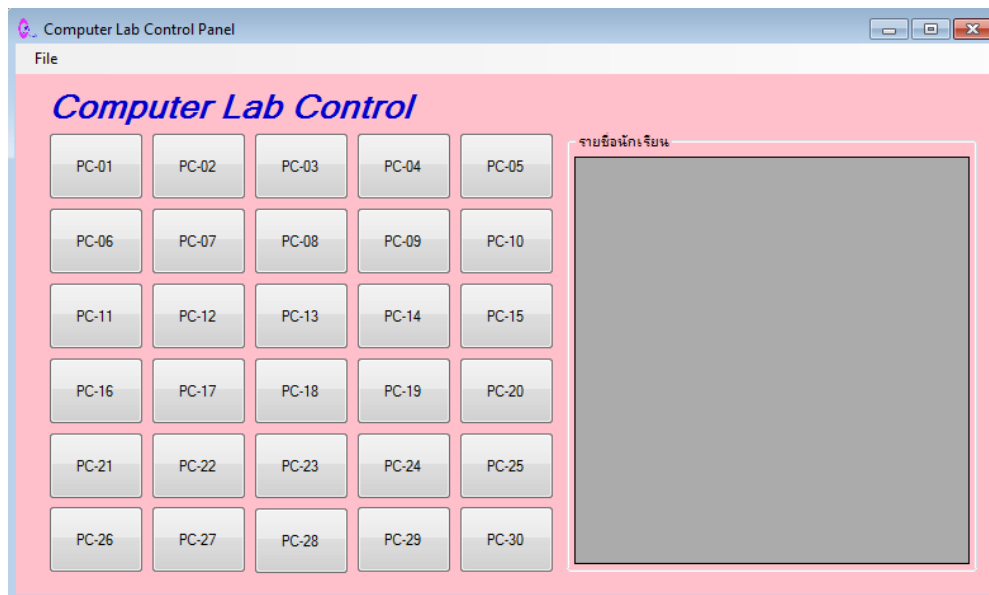 Computer Lab Control Panel
File
Computer Lab Control
PC-01 PC-02 PC-03 PC-04 PC-05
PC-06 PC-07 PC-08 PC-09 PC-10
PC-11 PC-12 PC-13 PC-14 PC-15
PC-16 PC-17 PC-18 PC-19 PC-20
PC-21 PC-22 PC-23 PC-24 PC-25
PC-26 PC-27 PC-28 PC-29 PC-30
รายชื่อนักเรียน